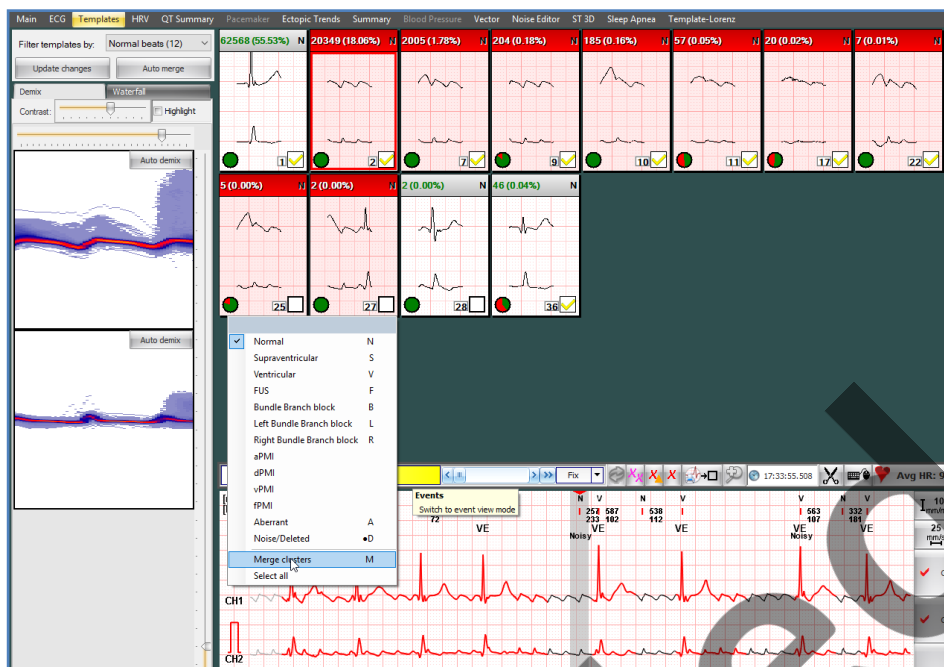 Main ECG Templates HRV QT Summary Pacemaker Ectopic Trends Summary Blood Pressure Vector Noise Editor ST 3D Sleep Apnea Template-Lorenz
Filter templates by: Normal beats (12)
Update changes Auto merge
Demix Waterfall
Contrast: Highlight
Auto demix
Auto demix
62568 (55.53%) N 20349 (18.06%) N 2005 (1.78%) N 204 (0.18%) N 185 (0.16%) N 57 (0.05%) N 20 (0.02%) N 7 (0.01%) N
1 2 7 9 10 11 17 22
5 (0.00%) N 2 (0.00%) N 2 (0.00%) N 46 (0.04%) N
25 27 28 36
Normal N
Supraventricular S
Ventricular V
FUS F
Bundle Branch block B
Left Bundle Branch block L
Right Bundle Branch block R
aPMI
dPMI
vPMI
fPMI
Aberrant A
Noise/Deleted •D
Merge clusters M
Select all
Fix 17:33:55.508 Avg HR: 9
Events
Switch to event view mode
N V N V V N V
257 587 538 563 332
72 233 102 112 107 181
VE VE VE VE VE
Noisy Noisy
10
mm/
25
mm/s
CH1
CH2